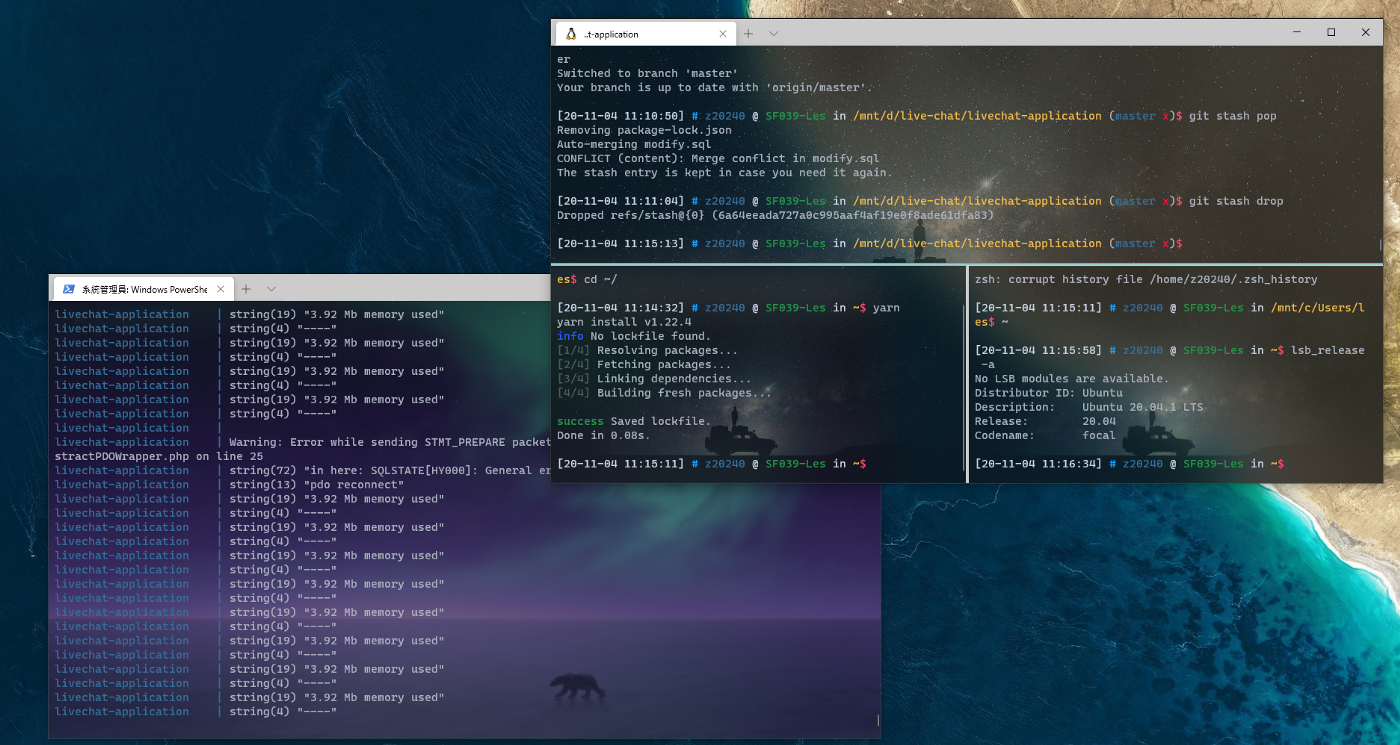 ..t-application
er
Switched to branch 'master'
Your branch is up to date with 'origin/master'.
[20-11-04 11:10:50] # z20240 @ SF039-Les in /mnt/d/live-chat/livechat-application (master x)$ git stash pop
Removing package-lock.json
Auto-merging modify.sql
CONFLICT (content): Merge conflict in modify.sql
The stash entry is kept in case you need it again.
[20-11-04 11:11:04] # z20240 @ SF039-Les in /mnt/d/live-chat/livechat-application (master x)$ git stash drop
Dropped refs/stash@{0} (6a64eeada727a0c995aaf4af19e0f8ade61dfa83)
[20-11-04 11:15:13] # z20240 @ SF039-Les in /mnt/d/live-chat/livechat-application (master x)$
es$ cd ~/
[20-11-04 11:14:32] # z20240 @ SF039-Les in ~$ yarn
yarn install v1.22.4
info No lockfile found.
[1/4] Resolving packages...
[2/4] Fetching packages...
[3/4] Linking dependencies...
[4/4] Building fresh packages...
success Saved lockfile.
Done in 0.08s.
[20-11-04 11:15:11] # z20240 @ SF039-Les in ~$
zsh: corrupt history file /home/z20240/.zsh_history
[20-11-04 11:15:11] # z20240 @ SF039-Les in /mnt/c/Users/l
es$ ~
[20-11-04 11:15:58] # z20240 @ SF039-Les in ~$ lsb_release
-a
No LSB modules are available.
Distributor ID: Ubuntu
Description: Ubuntu 20.04.1 LTS
Release: 20.04
Codename: focal
[20-11-04 11:16:34] # z20240 @ SF039-Les in ~$
系統管理員: Windows PowerShe
livechat-application | string(19) "3.92 Mb memory used"
livechat-application | string(4) "----"
livechat-application | string(19) "3.92 Mb memory used"
livechat-application | string(4) "----"
livechat-application | string(19) "3.92 Mb memory used"
livechat-application | string(4) "----"
livechat-application | string(19) "3.92 Mb memory used"
livechat-application | string(4) "----"
livechat-application |
livechat-application | Warning: Error while sending STMT_PREPARE packet
stractPDOWrapper.php on line 25
livechat-application | string(72) "in here: SQLSTATE[HY000]: General er
livechat-application | string(13) "pdo reconnect"
livechat-application | string(19) "3.92 Mb memory used"
livechat-application | string(4) "----"
livechat-application | string(19) "3.92 Mb memory used"
livechat-application | string(4) "----"
livechat-application | string(19) "3.92 Mb memory used"
livechat-application | string(4) "----"
livechat-application | string(19) "3.92 Mb memory used"
livechat-application | string(4) "----"
livechat-application | string(19) "3.92 Mb memory used"
livechat-application | string(4) "----"
livechat-application | string(19) "3.92 Mb memory used"
livechat-application | string(4) "----"
livechat-application | string(19) "3.92 Mb memory used"
livechat-application | string(4) "----"
livechat-application | string(19) "3.92 Mb memory used"
livechat-application | string(4) "----"